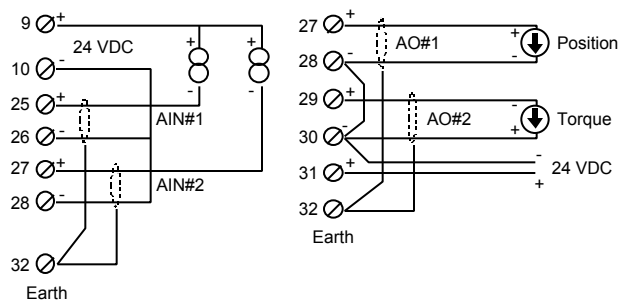 9 + + +
24 VDC
10 - - -
25 + AIN#1
26 -
27 + AIN#2
28 -
32
Earth
27 + AO#1 + Position
28 - -
29 + AO#2 - Torque
30 - +
- 24 VDC
31 + +
32
Earth